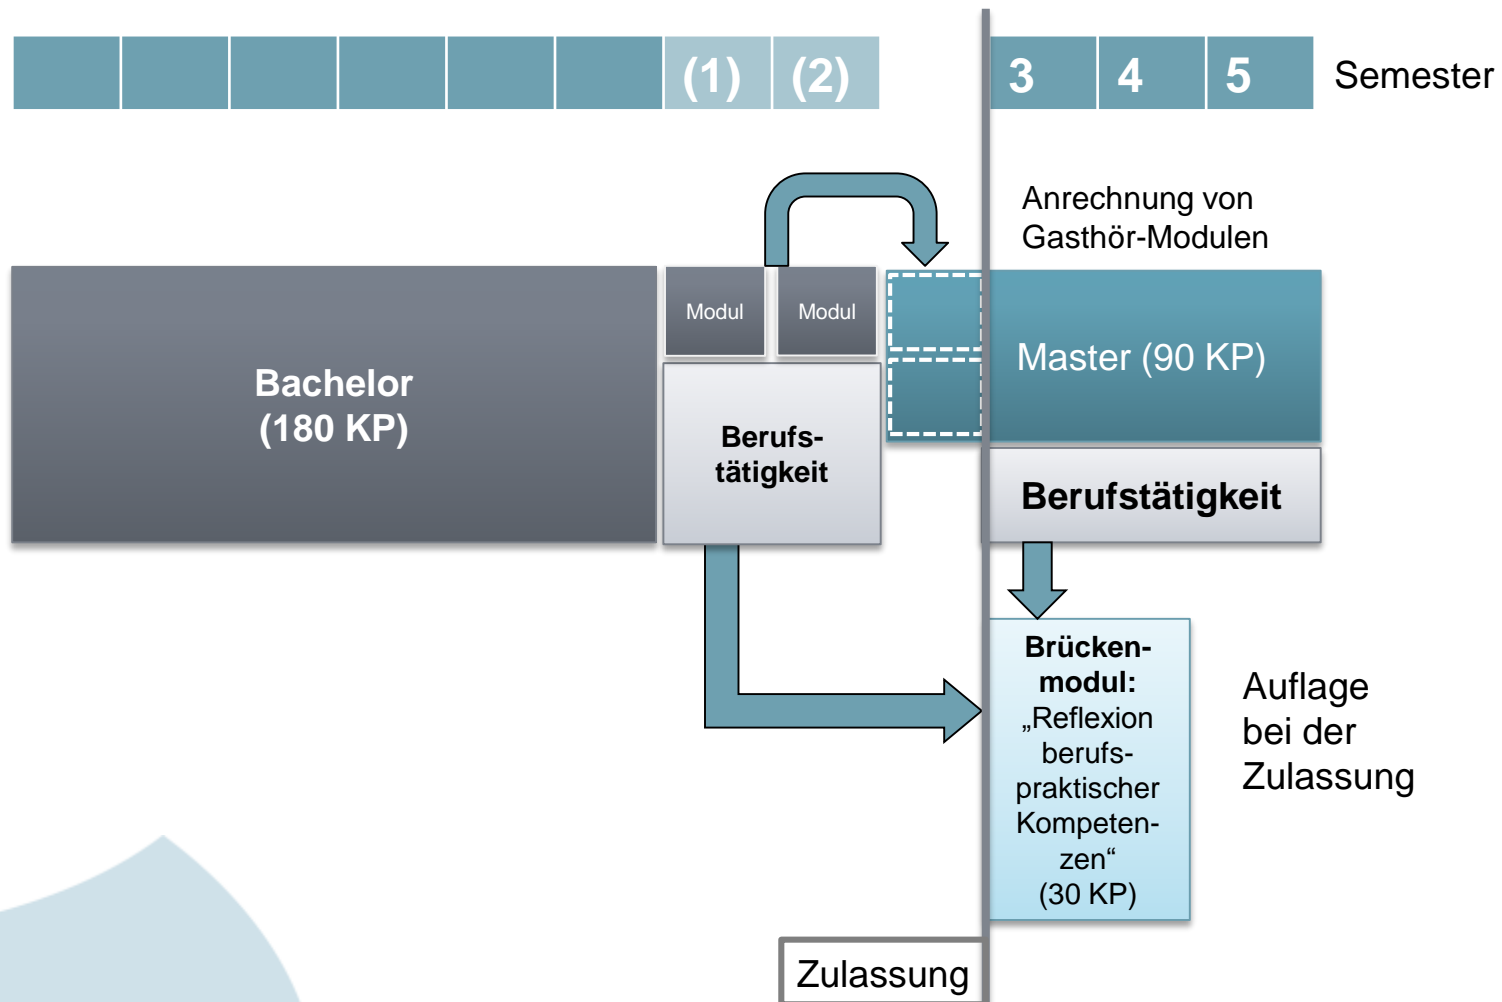 (1) (2) 3 4 5 Semester
Anrechnung von
Gasthör-Modulen
Modul
Modul
Bachelor
(180 KP)
Master (90 KP)
Berufs-
tätigkeit
Berufstätigkeit
Brücken-
modul:
„Reflexion
berufs-
praktischer
Kompeten-
zen“
(30 KP)
Auflage
bei der
Zulassung
Zulassung